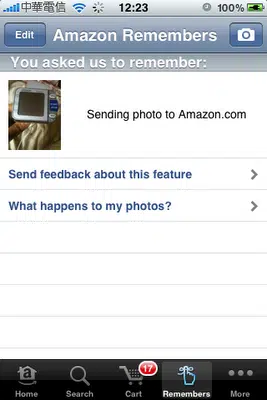 中華電信 12:23 100%
Edit Amazon Remembers
You asked us to remember:
Sending photo to Amazon.com
Send feedback about this feature
What happens to my photos?
17
Home Search Cart Remembers More